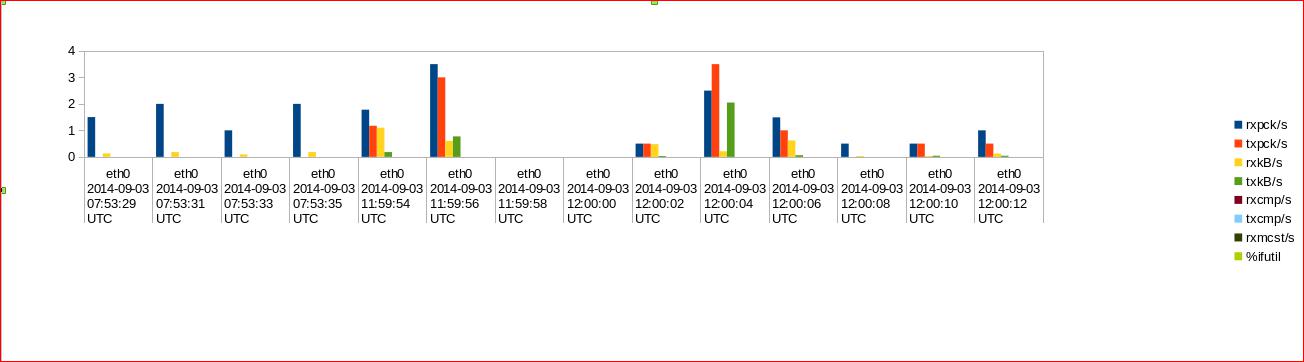 4
3
2
1
0
eth0
2014-09-03
07:53:29
UTC
eth0
2014-09-03
07:53:31
UTC
eth0
2014-09-03
07:53:33
UTC
eth0
2014-09-03
07:53:35
UTC
eth0
2014-09-03
11:59:54
UTC
eth0
2014-09-03
11:59:56
UTC
eth0
2014-09-03
11:59:58
UTC
eth0
2014-09-03
12:00:00
UTC
eth0
2014-09-03
12:00:02
UTC
eth0
2014-09-03
12:00:04
UTC
eth0
2014-09-03
12:00:06
UTC
eth0
2014-09-03
12:00:08
UTC
eth0
2014-09-03
12:00:10
UTC
eth0
2014-09-03
12:00:12
UTC
rxpck/s
txpck/s
rxkB/s
txkB/s
rxcmp/s
txcmp/s
rxmcst/s
%ifutil